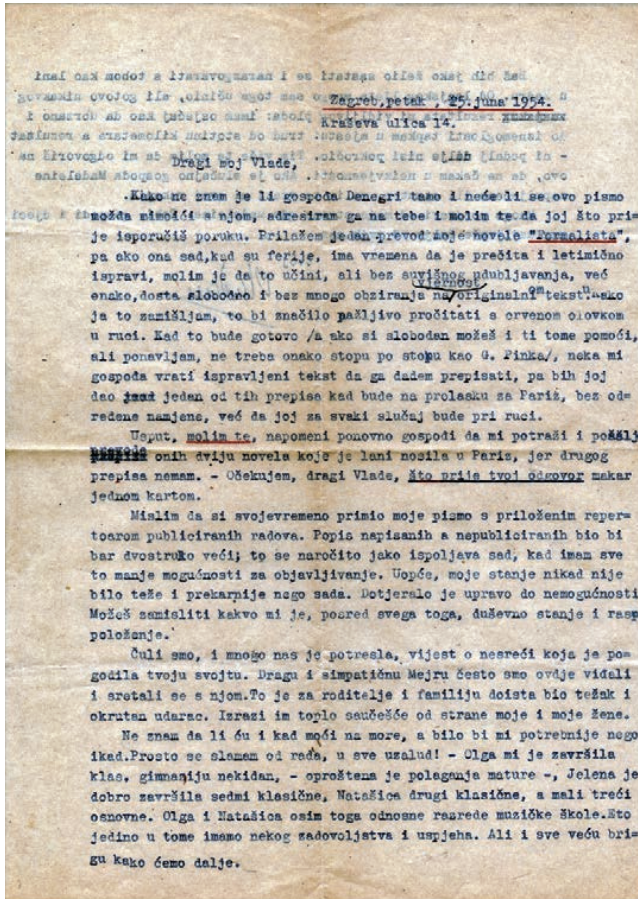 Zagreb,petak, 25.juna 1954.
Kraševa ulica 14.
Dragi moj Vlado,
Kako ne znam je li gospođa Denegri tamo i neće li se ovo pismo
možda mimoići s njom, adresiram ga na tebe i molim te da joj što prije
je isporučiš poruku. Prilažem jedan prevod moje novele "Formalista",
pa ako ona sad,kad su ferije, ima vremena da je prečita i letimično
ispravi, molim je da to učini, ali bez suvišnog udubljavanja, već
onako,dosta slobodno i bez mnogo obziranja na vjernost originalnom tekstu. Kako
ja to zamišljam, to bi značilo pažljivo pročitati s crvenom olovkom
u ruci. Kad to bude gotovo /a ako si slobodan možeš i ti tome pomoći,
ali ponavljam, ne treba onako stopu po stopu kao G. Pinka/, neka mi
gospođa vrati ispravljeni tekst da ga dadem prepisati, pa bih joj
dao jedan od tih prepisa kad bude na prolasku za Pariz, bez od=
ređene namjene, već da joj za svaki slučaj bude pri ruci.
Usput, molim te, napomeni ponovno gospođi da mi potraži i pošalje
prevode onih dviju novela koje je lani nosila u Pariz, jer drugog
prepisa nemam. - Očekujem, dragi Vlado, što prije tvoj odgovor makar
jednom kartom.
Mislim da si svojevremeno primio moje pismo s priloženim reper=
toarom publiciranih radova. Popis napisanih a nepubliciranih bio bi
bar dvostruko veći; to se naročito jako ispoljava sad, kad imam sve
to manje mogućnosti za objavljivanje. Uopće, moje stanje nikad nije
bilo teže i prekarnije nego sada. Dotjeralo je upravo do nemogućnosti
Možeš zamisliti kakvo mi je, posred svega toga, duševno stanje i rasp
položenje.
Čuli smo, i mnogo nas je potresla, vijest o nesreći koja je po=
godila tvoju svojtu. Dragu i simpatičnu Mejru često smo ovdje viđali
i sretali se s njom.To je za roditelje i familiju doista bio težak i
okrutan udarac. Izrazi im toplo saučešće od strane moje i moje žene.
Ne znam da li ću i kad moći na more, a bilo bi mi potrebnije nego
ikad.Prosto se slamam od rada, u sve uzalud! - Olga mi je završila
klas. gimnaziju nekidan, - oproštena je polaganja mature -, Jelena je
dobro završila sedmi klasične, Natašica drugi klasične, a mali treći
osnovne. Olga i Natašica osim toga odnosne razrede muzičke škole.Eto
jedino u tome imamo nekog zadovoljstva i uspjeha. Ali i sve veću bri=
gu kako ćemo dalje.